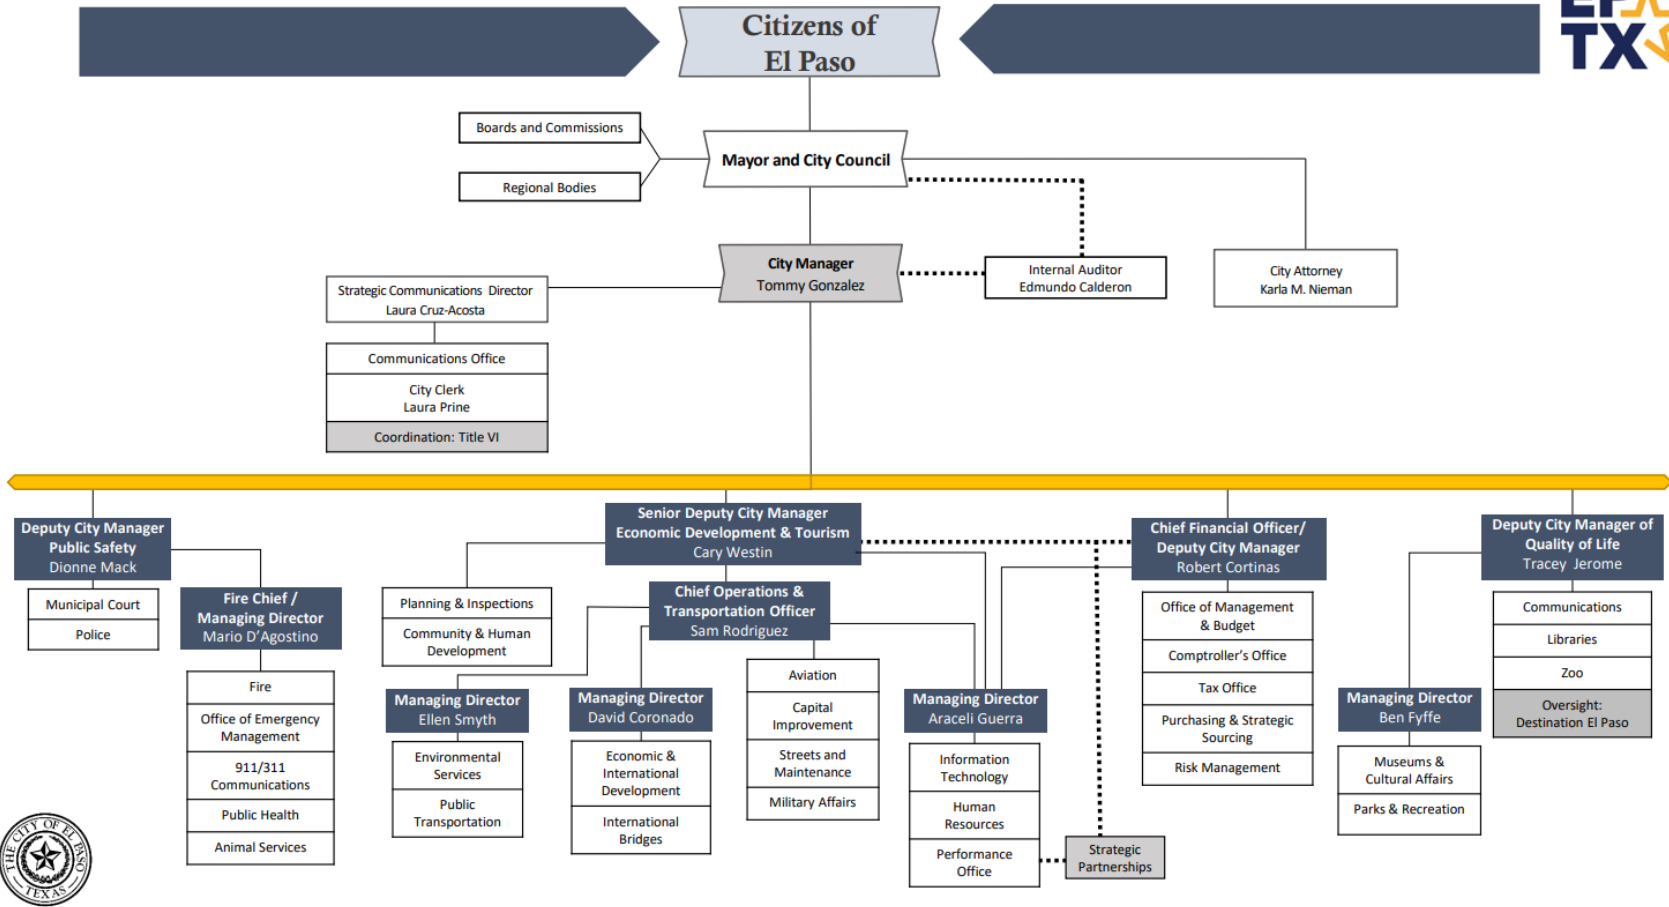 Citizens of
El Paso
EP
TX
Boards and Commissions
Regional Bodies
Mayor and City Council
City Manager
Tommy Gonzalez
Internal Auditor
Edmundo Calderon
City Attorney
Karla M. Nieman
Strategic Communications Director
Laura Cruz-Acosta
Communications Office
City Clerk
Laura Prine
Coordination: Title VI
Deputy City Manager
Public Safety
Dionne Mack
Municipal Court
Police
Fire Chief /
Managing Director
Mario D'Agostino
Fire
Office of Emergency
Management
911/311
Communications
Public Health
Animal Services
Senior Deputy City Manager
Economic Development & Tourism
Cary Westin
Planning & Inspections
Community & Human
Development
Chief Operations &
Transportation Officer
Sam Rodriguez
Managing Director
Ellen Smyth
Environmental
Services
Public
Transportation
Managing Director
David Coronado
Economic &
International
Development
International
Bridges
Aviation
Capital
Improvement
Streets and
Maintenance
Military Affairs
Managing Director
Araceli Guerra
Information
Technology
Human
Resources
Performance
Office
Strategic
Partnerships
Chief Financial Officer/
Deputy City Manager
Robert Cortinas
Office of Management
& Budget
Comptroller's Office
Tax Office
Purchasing & Strategic
Sourcing
Risk Management
Deputy City Manager of
Quality of Life
Tracey Jerome
Communications
Libraries
Zoo
Oversight:
Destination El Paso
Managing Director
Ben Fyffe
Museums &
Cultural Affairs
Parks & Recreation
THE CITY OF EL PASO
TEXAS